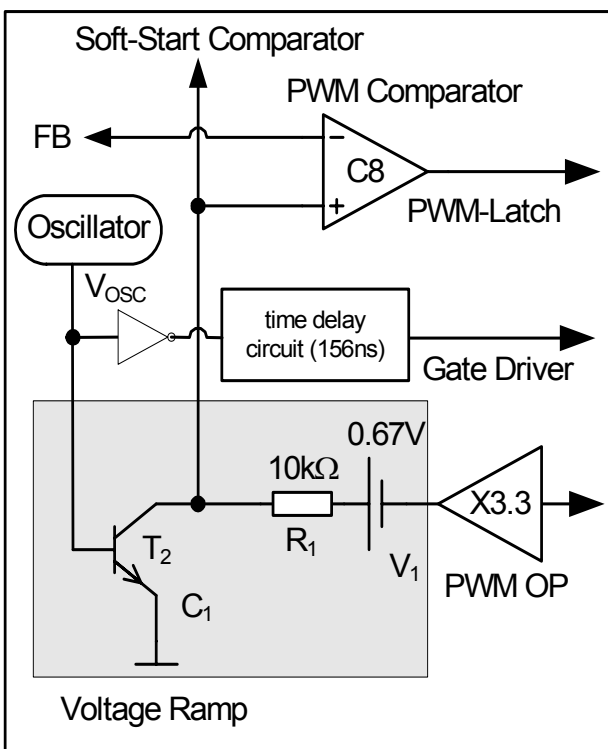 Soft-Start Comparator
PWM Comparator
FB
−
C8
+
PWM-Latch
Oscillator
VOSC
time delay
circuit (156ns)
Gate Driver
0.67V
10kΩ
X3.3
T2
R1
V1
C1
PWM OP
Voltage Ramp